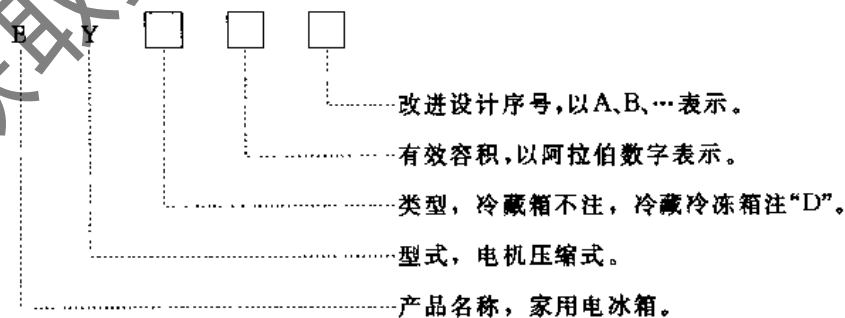 E Y
改进设计序号,以A、B、…表示。
有效容积,以阿拉伯数字表示。
类型，冷藏箱不注，冷藏冷冻箱注“D”。
型式，电机压缩式。
产品名称，家用电冰箱。